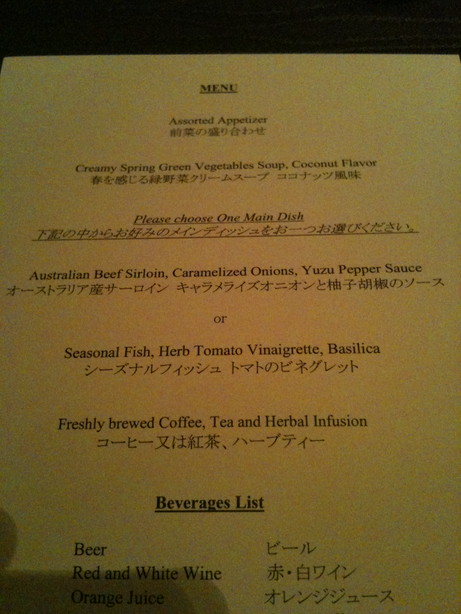 MENU
Assorted Appetizer
前菜の盛り合わせ
Creamy Spring Green Vegetables Soup, Coconut Flavor
春を感じる緑野菜クリームスープ ココナッツ風味
Please choose One Main Dish
下記の中からお好みのメインディッシュをお一つお選びください。
Australian Beef Sirloin, Caramelized Onions, Yuzu Pepper Sauce
オーストラリア産サーロイン キャラメライズオニオンと柚子胡椒のソース
or
Seasonal Fish, Herb Tomato Vinaigrette, Basilica
シーズナルフィッシュ トマトのビネグレット
Freshly brewed Coffee, Tea and Herbal Infusion
コーヒー又は紅茶、ハーブティー
Beverages List
Beer ビール
Red and White Wine 赤・白ワイン
Orange Juice オレンジジュース